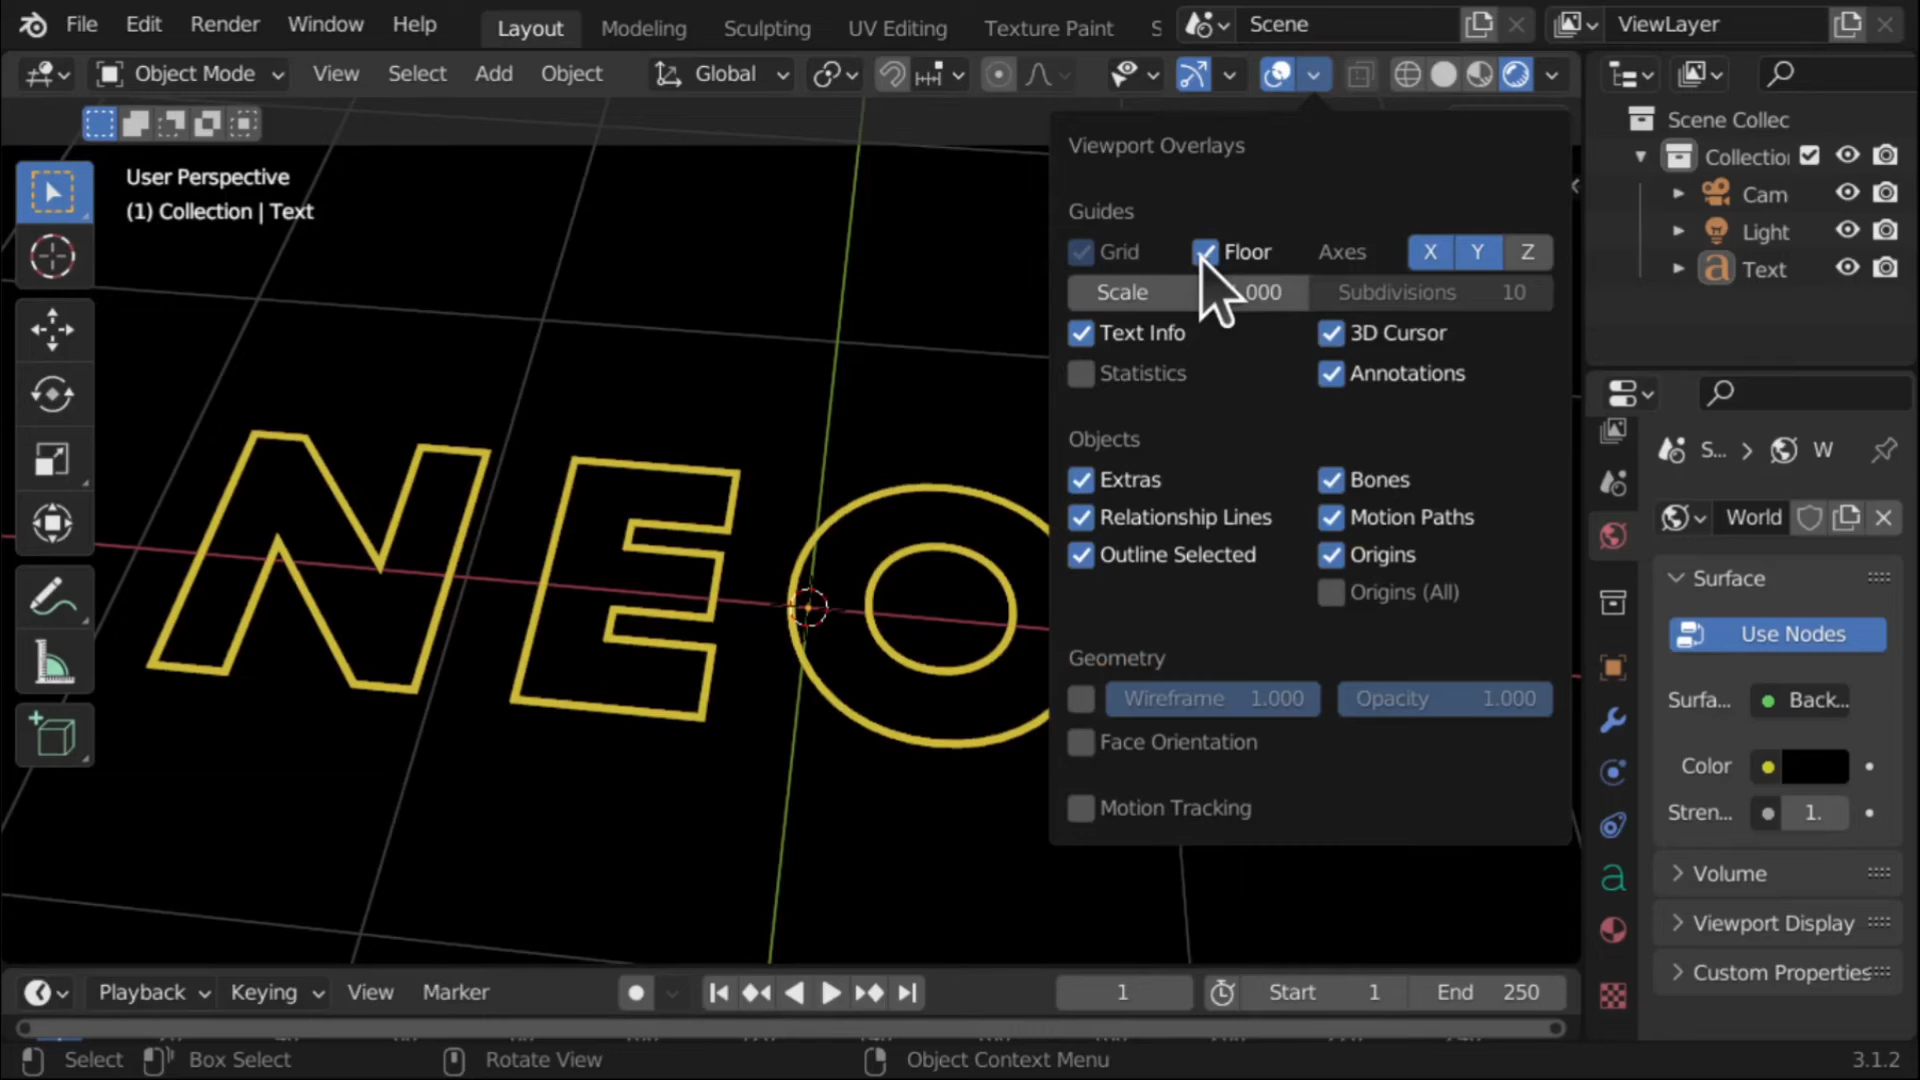 File Edit Render Window Help Layout Modeling Sculpting UV Editing Texture Paint S Scene ViewLayer
Object Mode View Select Add Object Global
User Perspective
(1) Collection | Text
NEO
Viewport Overlays
Guides
Grid Floor Axes X Y Z
Scale 000 Subdivisions 10
Text Info 3D Cursor
Statistics Annotations
Objects
Extras Bones
Relationship Lines Motion Paths
Outline Selected Origins
Origins (All)
Geometry
Wireframe 1.000 Opacity 1.000
Face Orientation
Motion Tracking
Scene Collec
Collectio
Cam
Light
a Text
S... > W
World
Surface
Use Nodes
Surfa... Back...
Color
Stren... 1.
Volume
Viewport Display
Custom Properties
Playback Keying View Marker 1 Start 1 End 250
Select Box Select Rotate View Object Context Menu 3.1.2